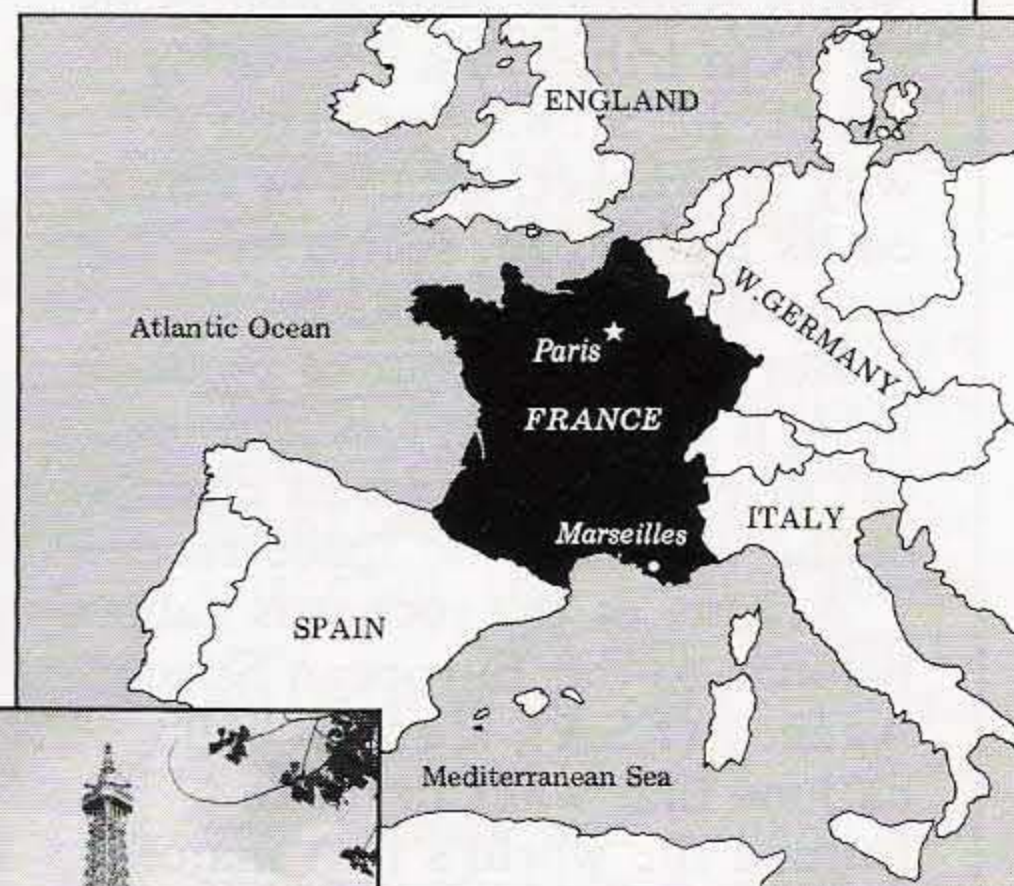 ENGLAND
Atlantic Ocean
W. GERMANY
Paris
FRANCE
Marseilles
ITALY
SPAIN
Mediterranean Sea